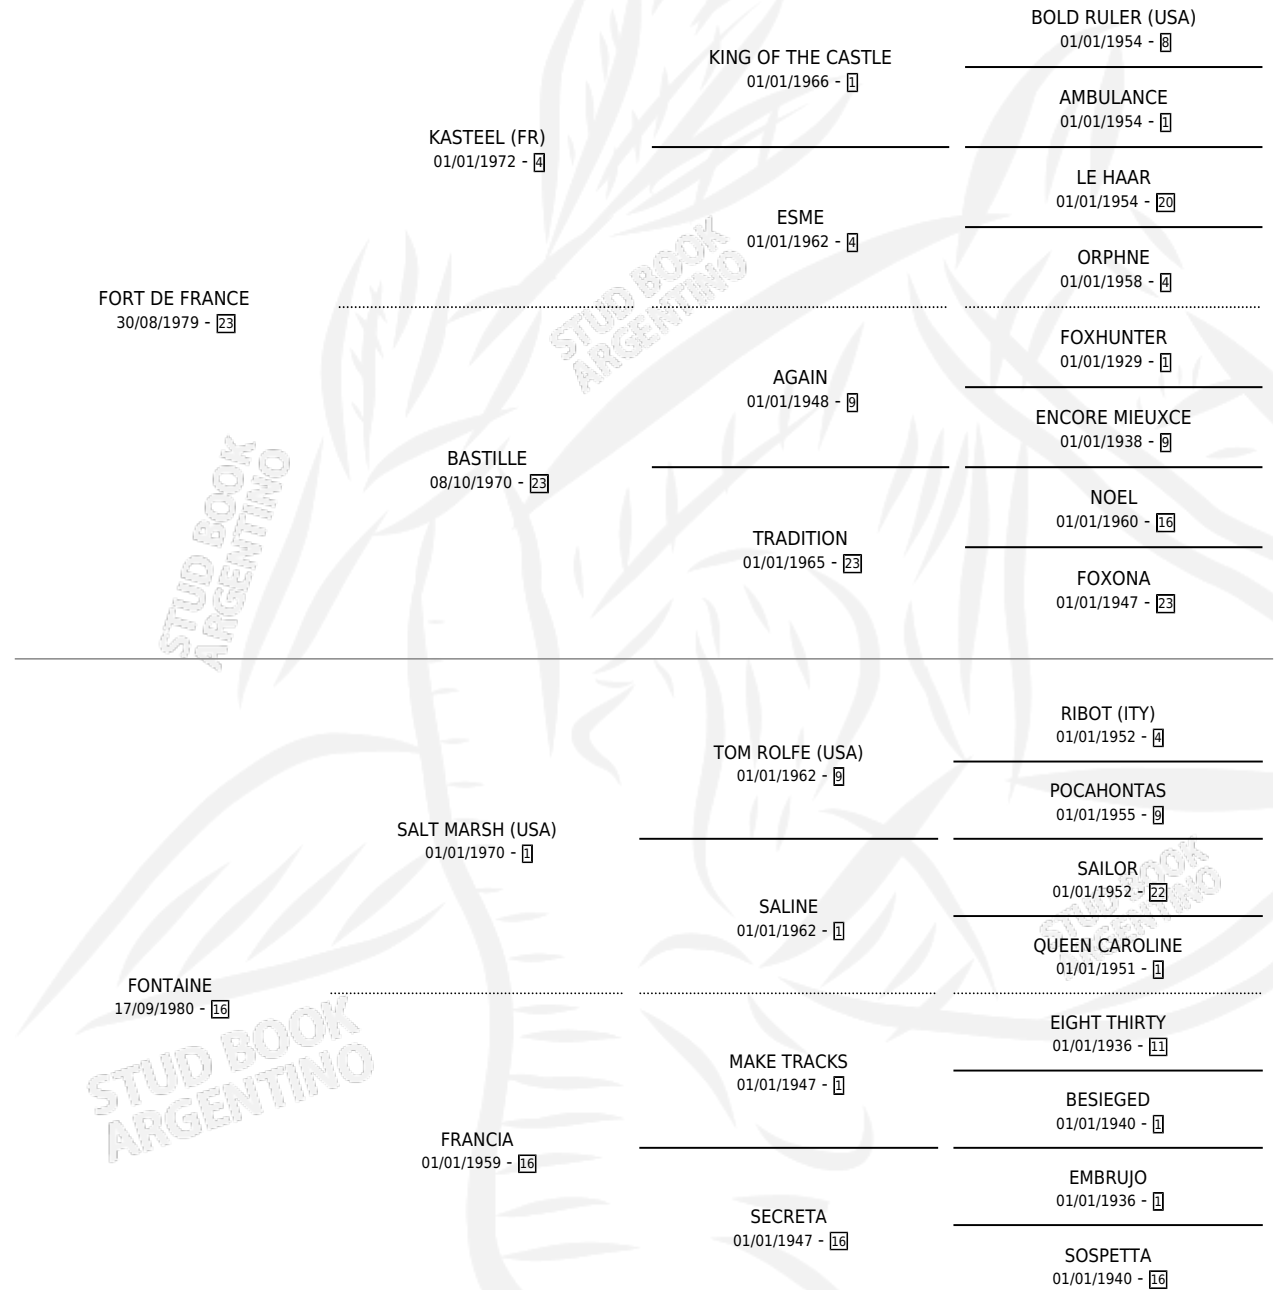 BOLD RULER (USA)
01/01/1954 - 8
KING OF THE CASTLE
01/01/1966 - 1
AMBULANCE
01/01/1954 - 1
KASTEEL (FR)
01/01/1972 - 4
LE HAAR
01/01/1954 - 20
ESME
01/01/1962 - 4
ORPHNE
01/01/1958 - 4
FORT DE FRANCE
30/08/1979 - 23
FOXHUNTER
01/01/1929 - 1
AGAIN
01/01/1948 - 9
ENCORE MIEUXCE
01/01/1938 - 9
BASTILLE
08/10/1970 - 23
NOEL
01/01/1960 - 16
TRADITION
01/01/1965 - 23
FOXONA
01/01/1947 - 23
RIBOT (ITY)
01/01/1952 - 4
TOM ROLFE (USA)
01/01/1962 - 9
POCAHONTAS
01/01/1955 - 9
SALT MARSH (USA)
01/01/1970 - 1
SAILOR
01/01/1952 - 22
SALINE
01/01/1962 - 1
QUEEN CAROLINE
01/01/1951 - 1
FONTAINE
17/09/1980 - 16
EIGHT THIRTY
01/01/1936 - 11
MAKE TRACKS
01/01/1947 - 1
BESIEGED
01/01/1940 - 1
FRANCIA
01/01/1959 - 16
EMBRUJO
01/01/1936 - 1
SECRETA
01/01/1947 - 16
SOSPETTA
01/01/1940 - 16
STUD BOOK
ARGENTINO
STUD BOOK
ARGENTINO
STUD BOOK
ARGENTINO
STUD BOOK
ARGENTINO